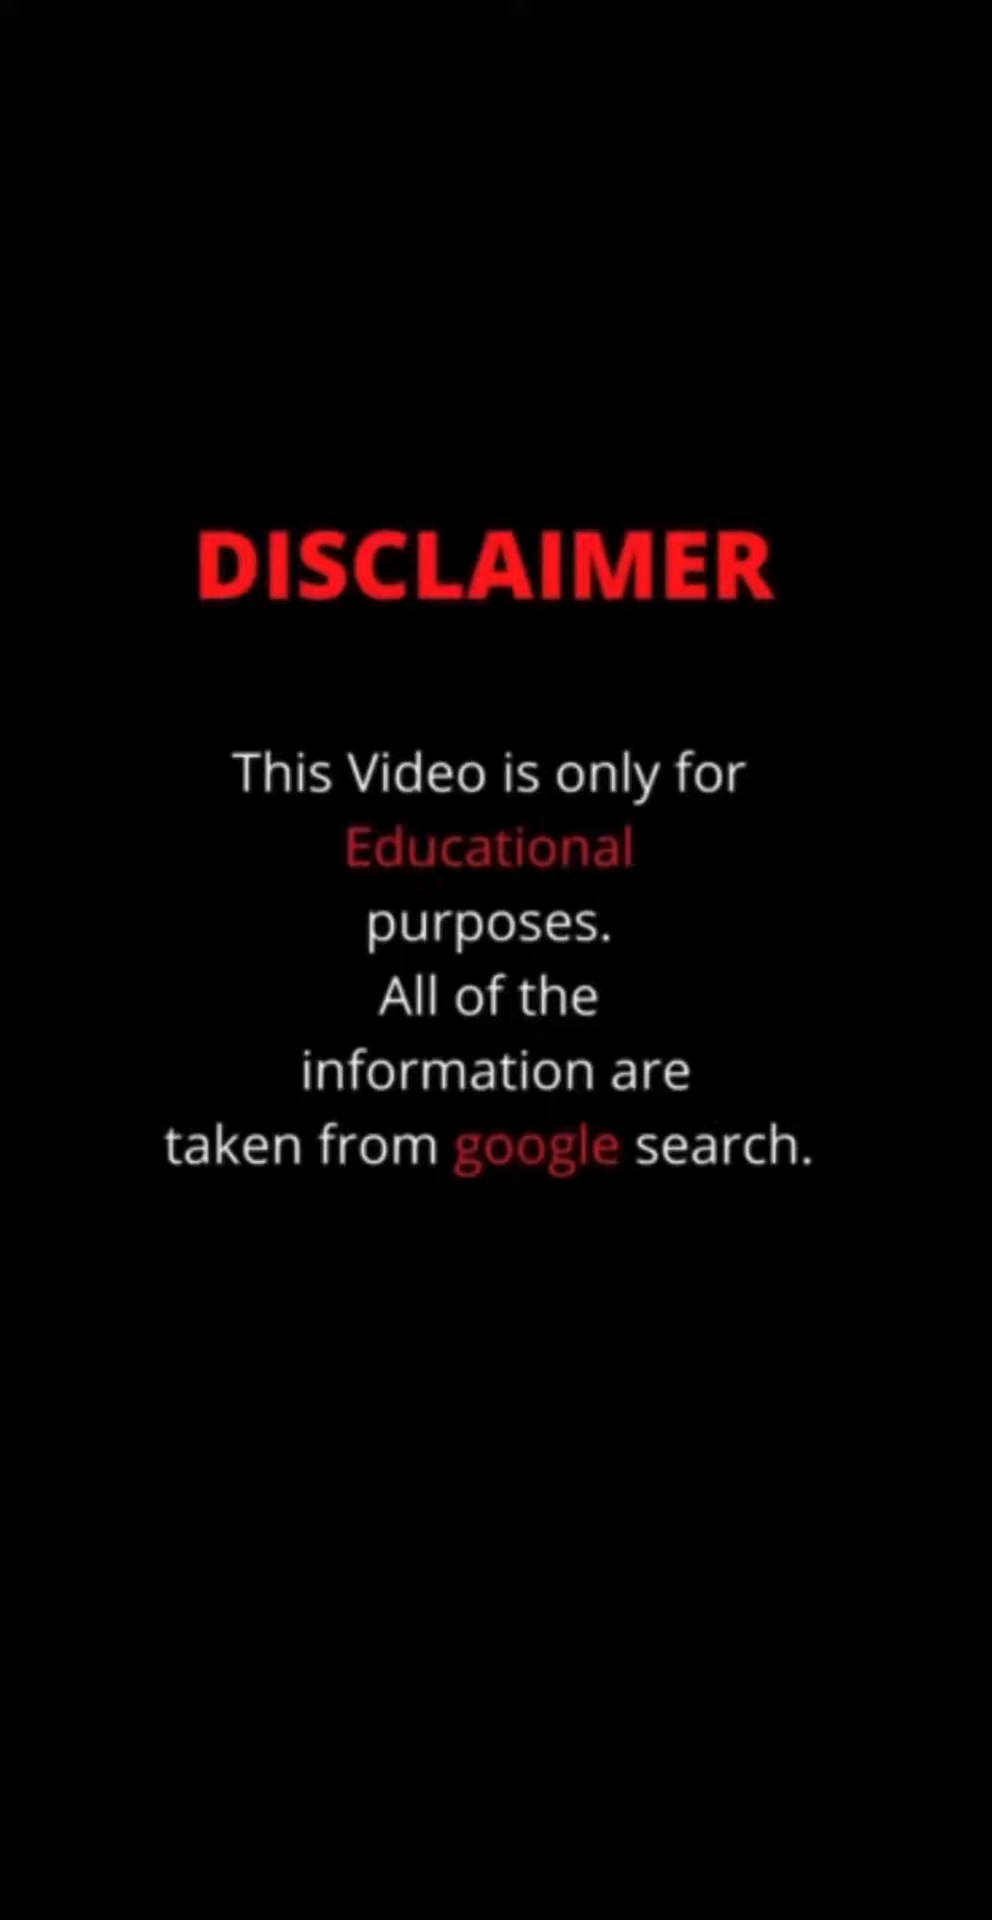 DISCLAIMER
This Video is only for
Educational
purposes.
All of the
information are
taken from google search.